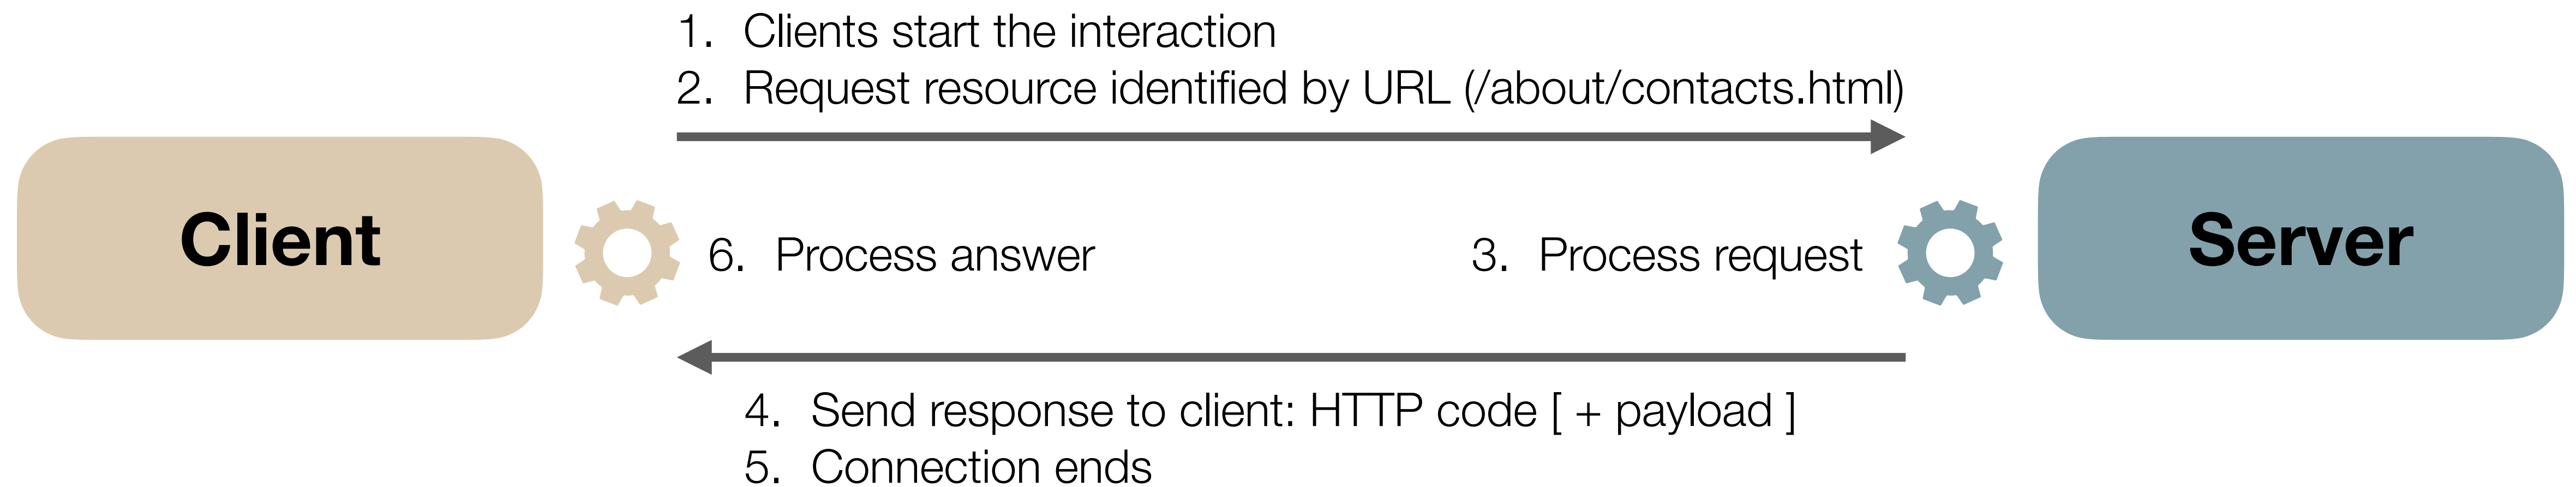 1. Clients start the interaction
2. Request resource identified by URL (/about/contacts.html)
Client
6. Process answer
3. Process request
Server
4. Send response to client: HTTP code [ + payload ]
5. Connection ends